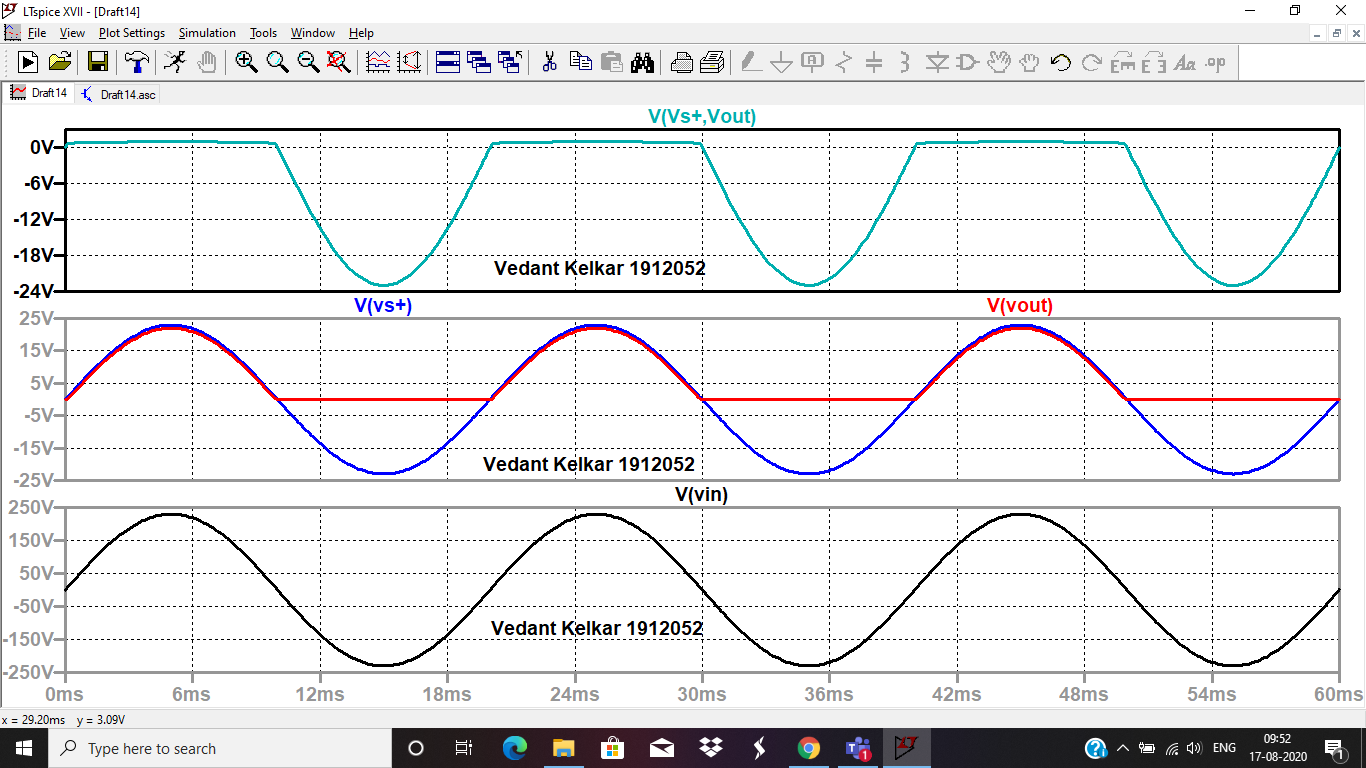 LTspice XVII - [Draft14]
File View Plot Settings Simulation Tools Window Help
Draft14 Draft14.asc
V(Vs+,Vout)
0V
-6V
-12V
-18V
-24V
Vedant Kelkar 1912052
V(vs+) V(vout)
25V
15V
5V
-5V
-15V
-25V
Vedant Kelkar 1912052
V(vin)
250V
150V
50V
-50V
-150V
-250V
Vedant Kelkar 1912052
0ms 6ms 12ms 18ms 24ms 30ms 36ms 42ms 48ms 54ms 60ms
x = 29.20ms y = 3.09V
Type here to search
1
ENG
09:52
17-08-2020
1